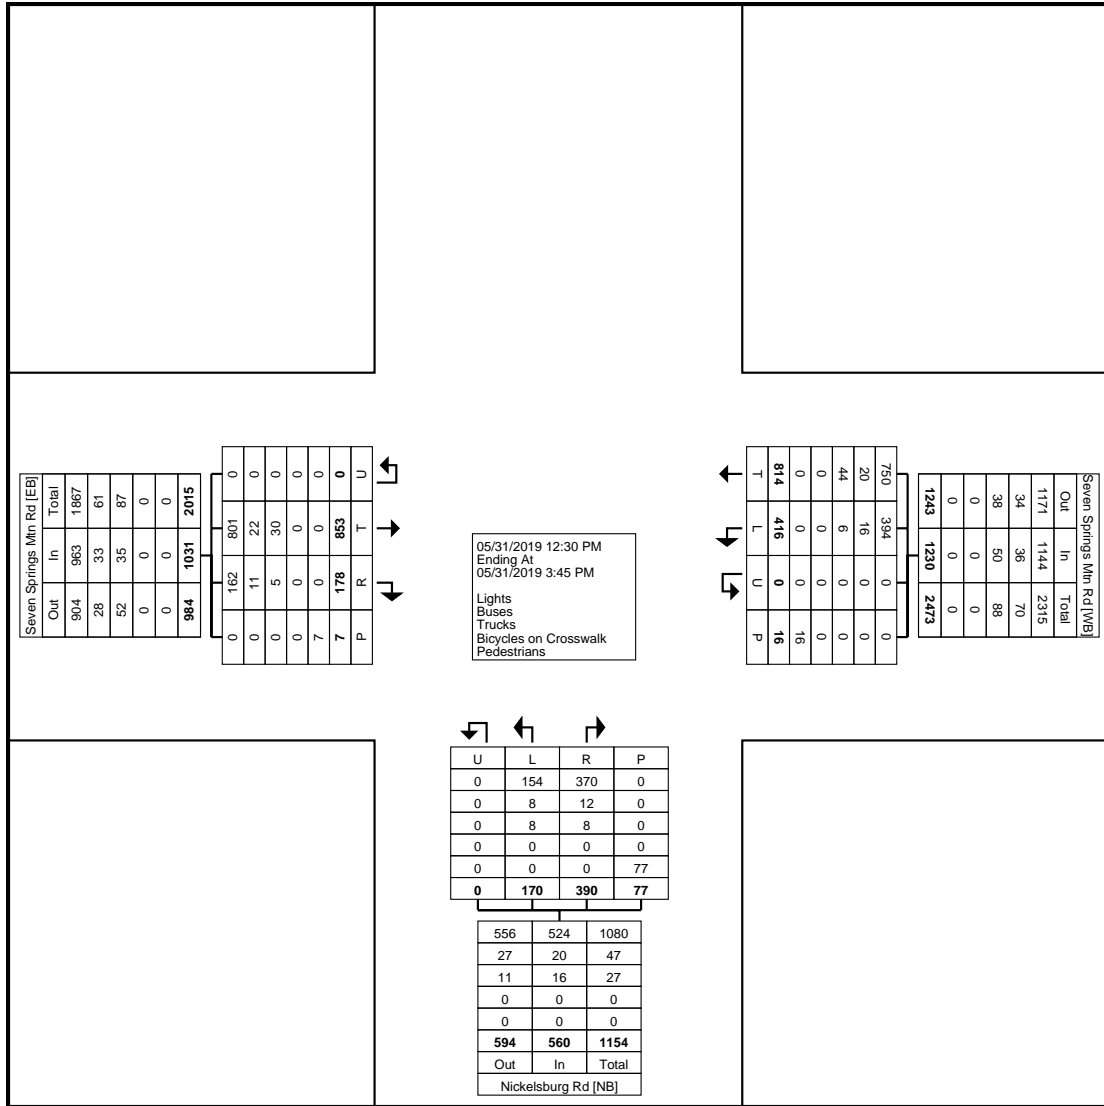 Seven Springs Mtn Rd [EB]
Out In Total
904 963 1867
28 33 61
52 35 87
0 0 0
0 0 0
984 1031 2015
U T R P
0 853 178 7
0 0 0 7
0 0 0 0
0 30 5 0
0 22 11 0
0 801 162 0
05/31/2019 12:30 PM
Ending At
05/31/2019 3:45 PM
Lights
Buses
Trucks
Bicycles on Crosswalk
Pedestrians
Seven Springs Mtn Rd [WB]
Out In Total
1171 1144 2315
34 36 70
38 50 88
0 0 0
0 0 0
1243 1230 2473
750 394 0 0
20 16 0 0
44 6 0 0
0 0 0 0
0 0 0 16
814 416 0 16
T L U P
U L R P
0 154 370 0
0 8 12 0
0 8 8 0
0 0 0 0
0 0 0 77
0 170 390 77
556 524 1080
27 20 47
11 16 27
0 0 0
0 0 0
594 560 1154
Out In Total
Nickelsburg Rd [NB]